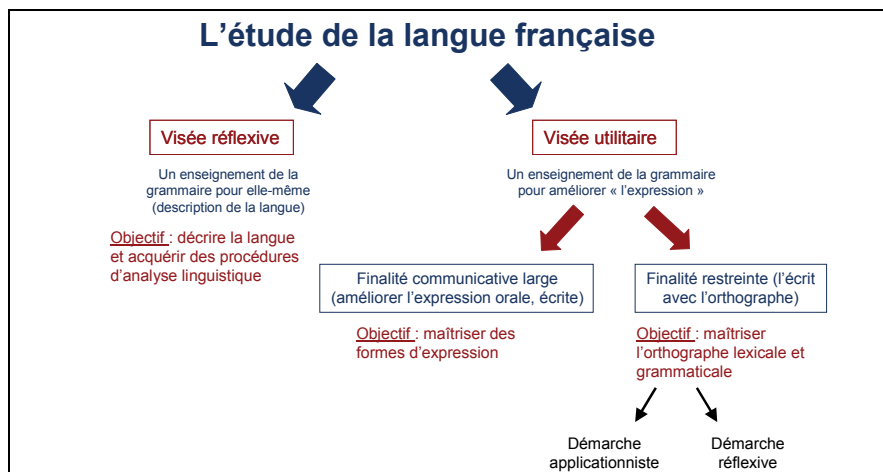 L'étude de la langue française
Visée réflexive
Un enseignement de la
grammaire pour elle-même
(description de la langue)
Objectif : décrire la langue
et acquérir des procédures
d'analyse linguistique
Visée utilitaire
Un enseignement de la grammaire
pour améliorer « l'expression »
Finalité communicative large
(améliorer l'expression orale, écrite)
Objectif : maîtriser des
formes d'expression
Finalité restreinte (l'écrit
avec l'orthographe)
Objectif : maîtriser
l'orthographe lexicale et
grammaticale
Démarche
applicationniste
Démarche
réflexive